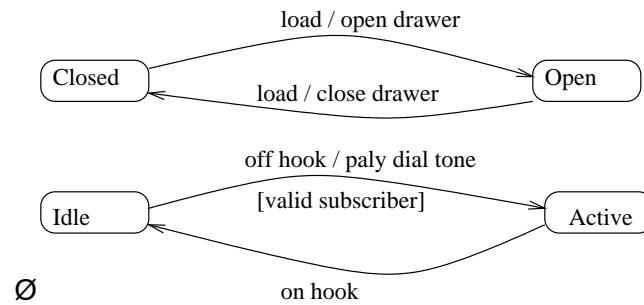 load / open drawer
Closed
Open
load / close drawer
off hook / paly dial tone
[valid subscriber]
Idle
Active
Ø
on hook